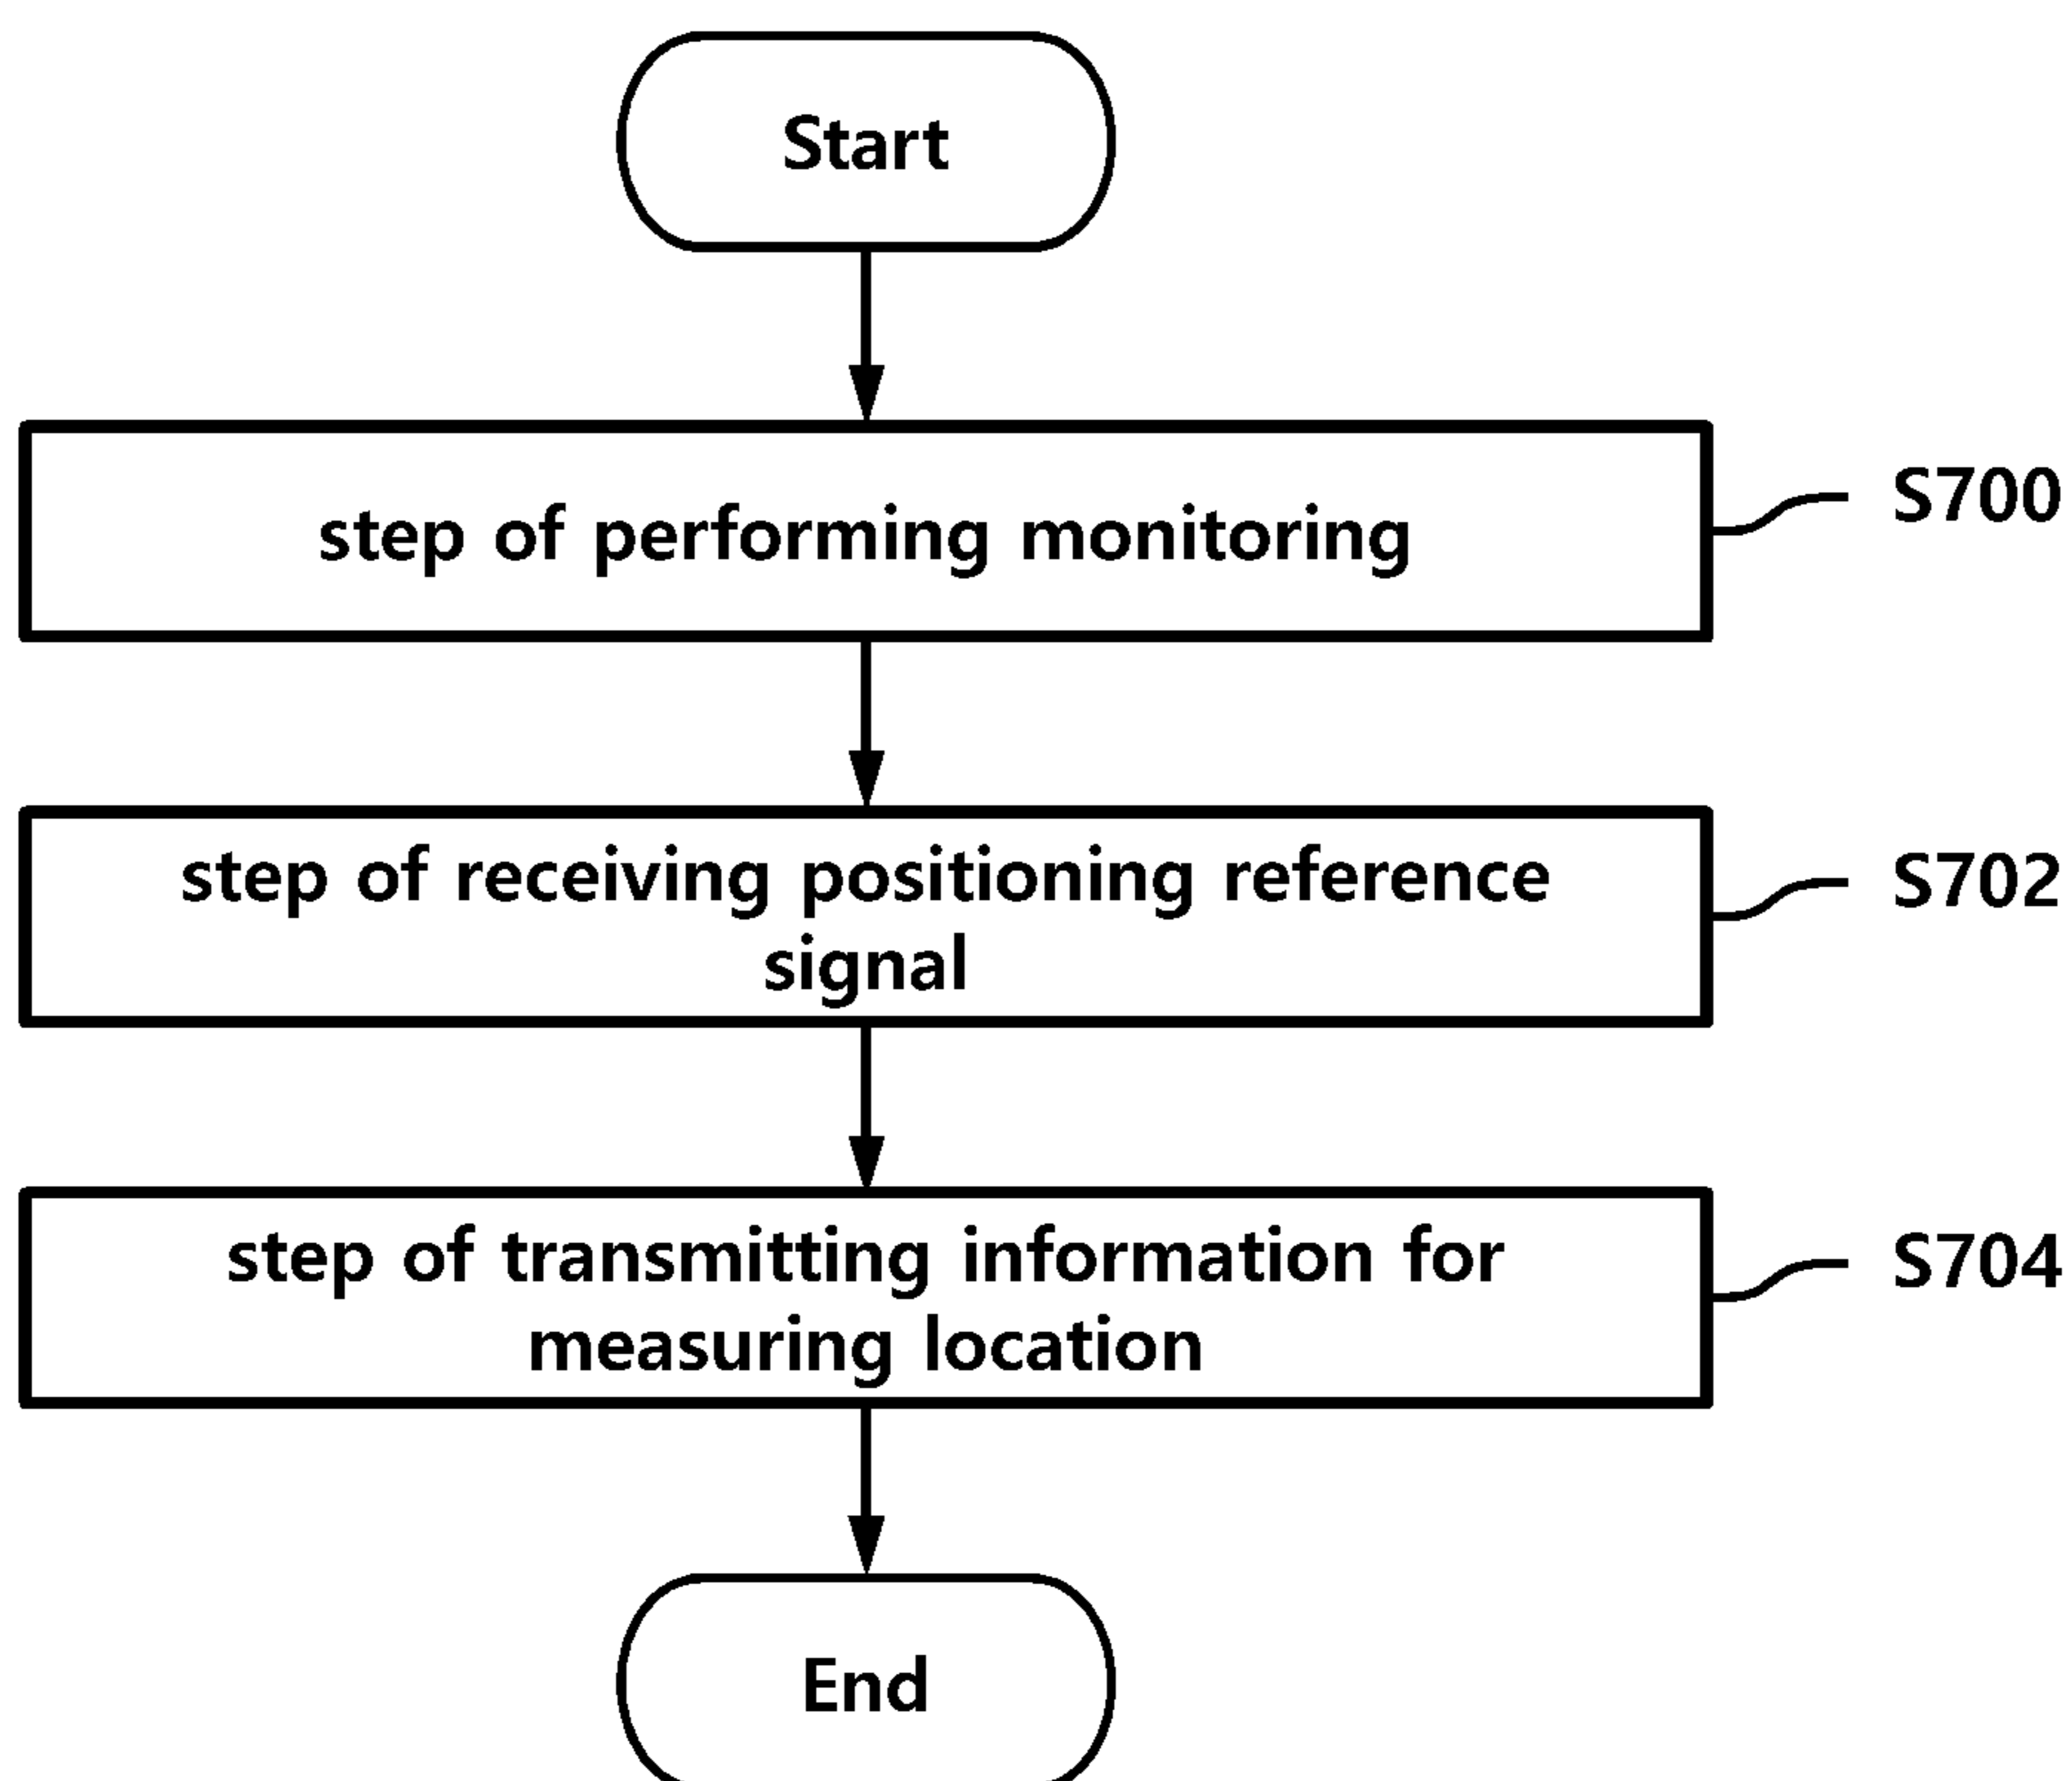 Start
step of performing monitoring
S700
step of receiving positioning reference
signal
S702
step of transmitting information for
measuring location
S704
End